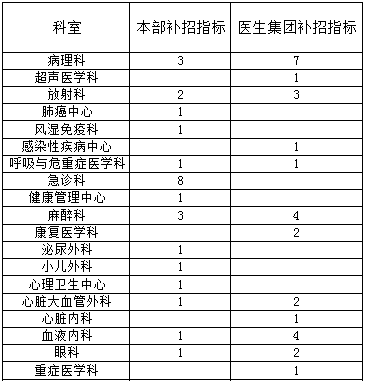 科室 本部补招指标 医生集团补招指标
病理科 3 7
超声医学科 1
放射科 2 3
肺癌中心 1
风湿免疫科 1
感染性疾病中心 1
呼吸与危重症医学科 1 1
急诊科 8
健康管理中心 1
麻醉科 3 4
康复医学科 2
泌尿外科 1
小儿外科 1
心理卫生中心 1
心脏大血管外科 1 2
心脏内科 1
血液内科 1 4
眼科 1 2
重症医学科 1